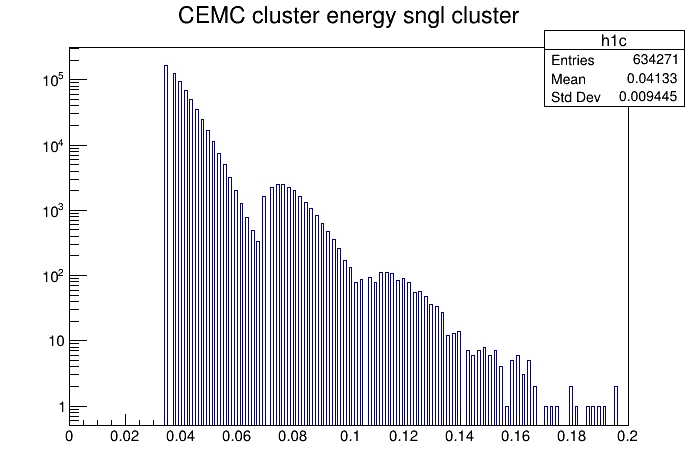 CEMC cluster energy sngl cluster
h1c
Entries 634271
Mean 0.04133
Std Dev 0.009445
10^5
10^4
10^3
10^2
10
1
0 0.02 0.04 0.06 0.08 0.1 0.12 0.14 0.16 0.18 0.2